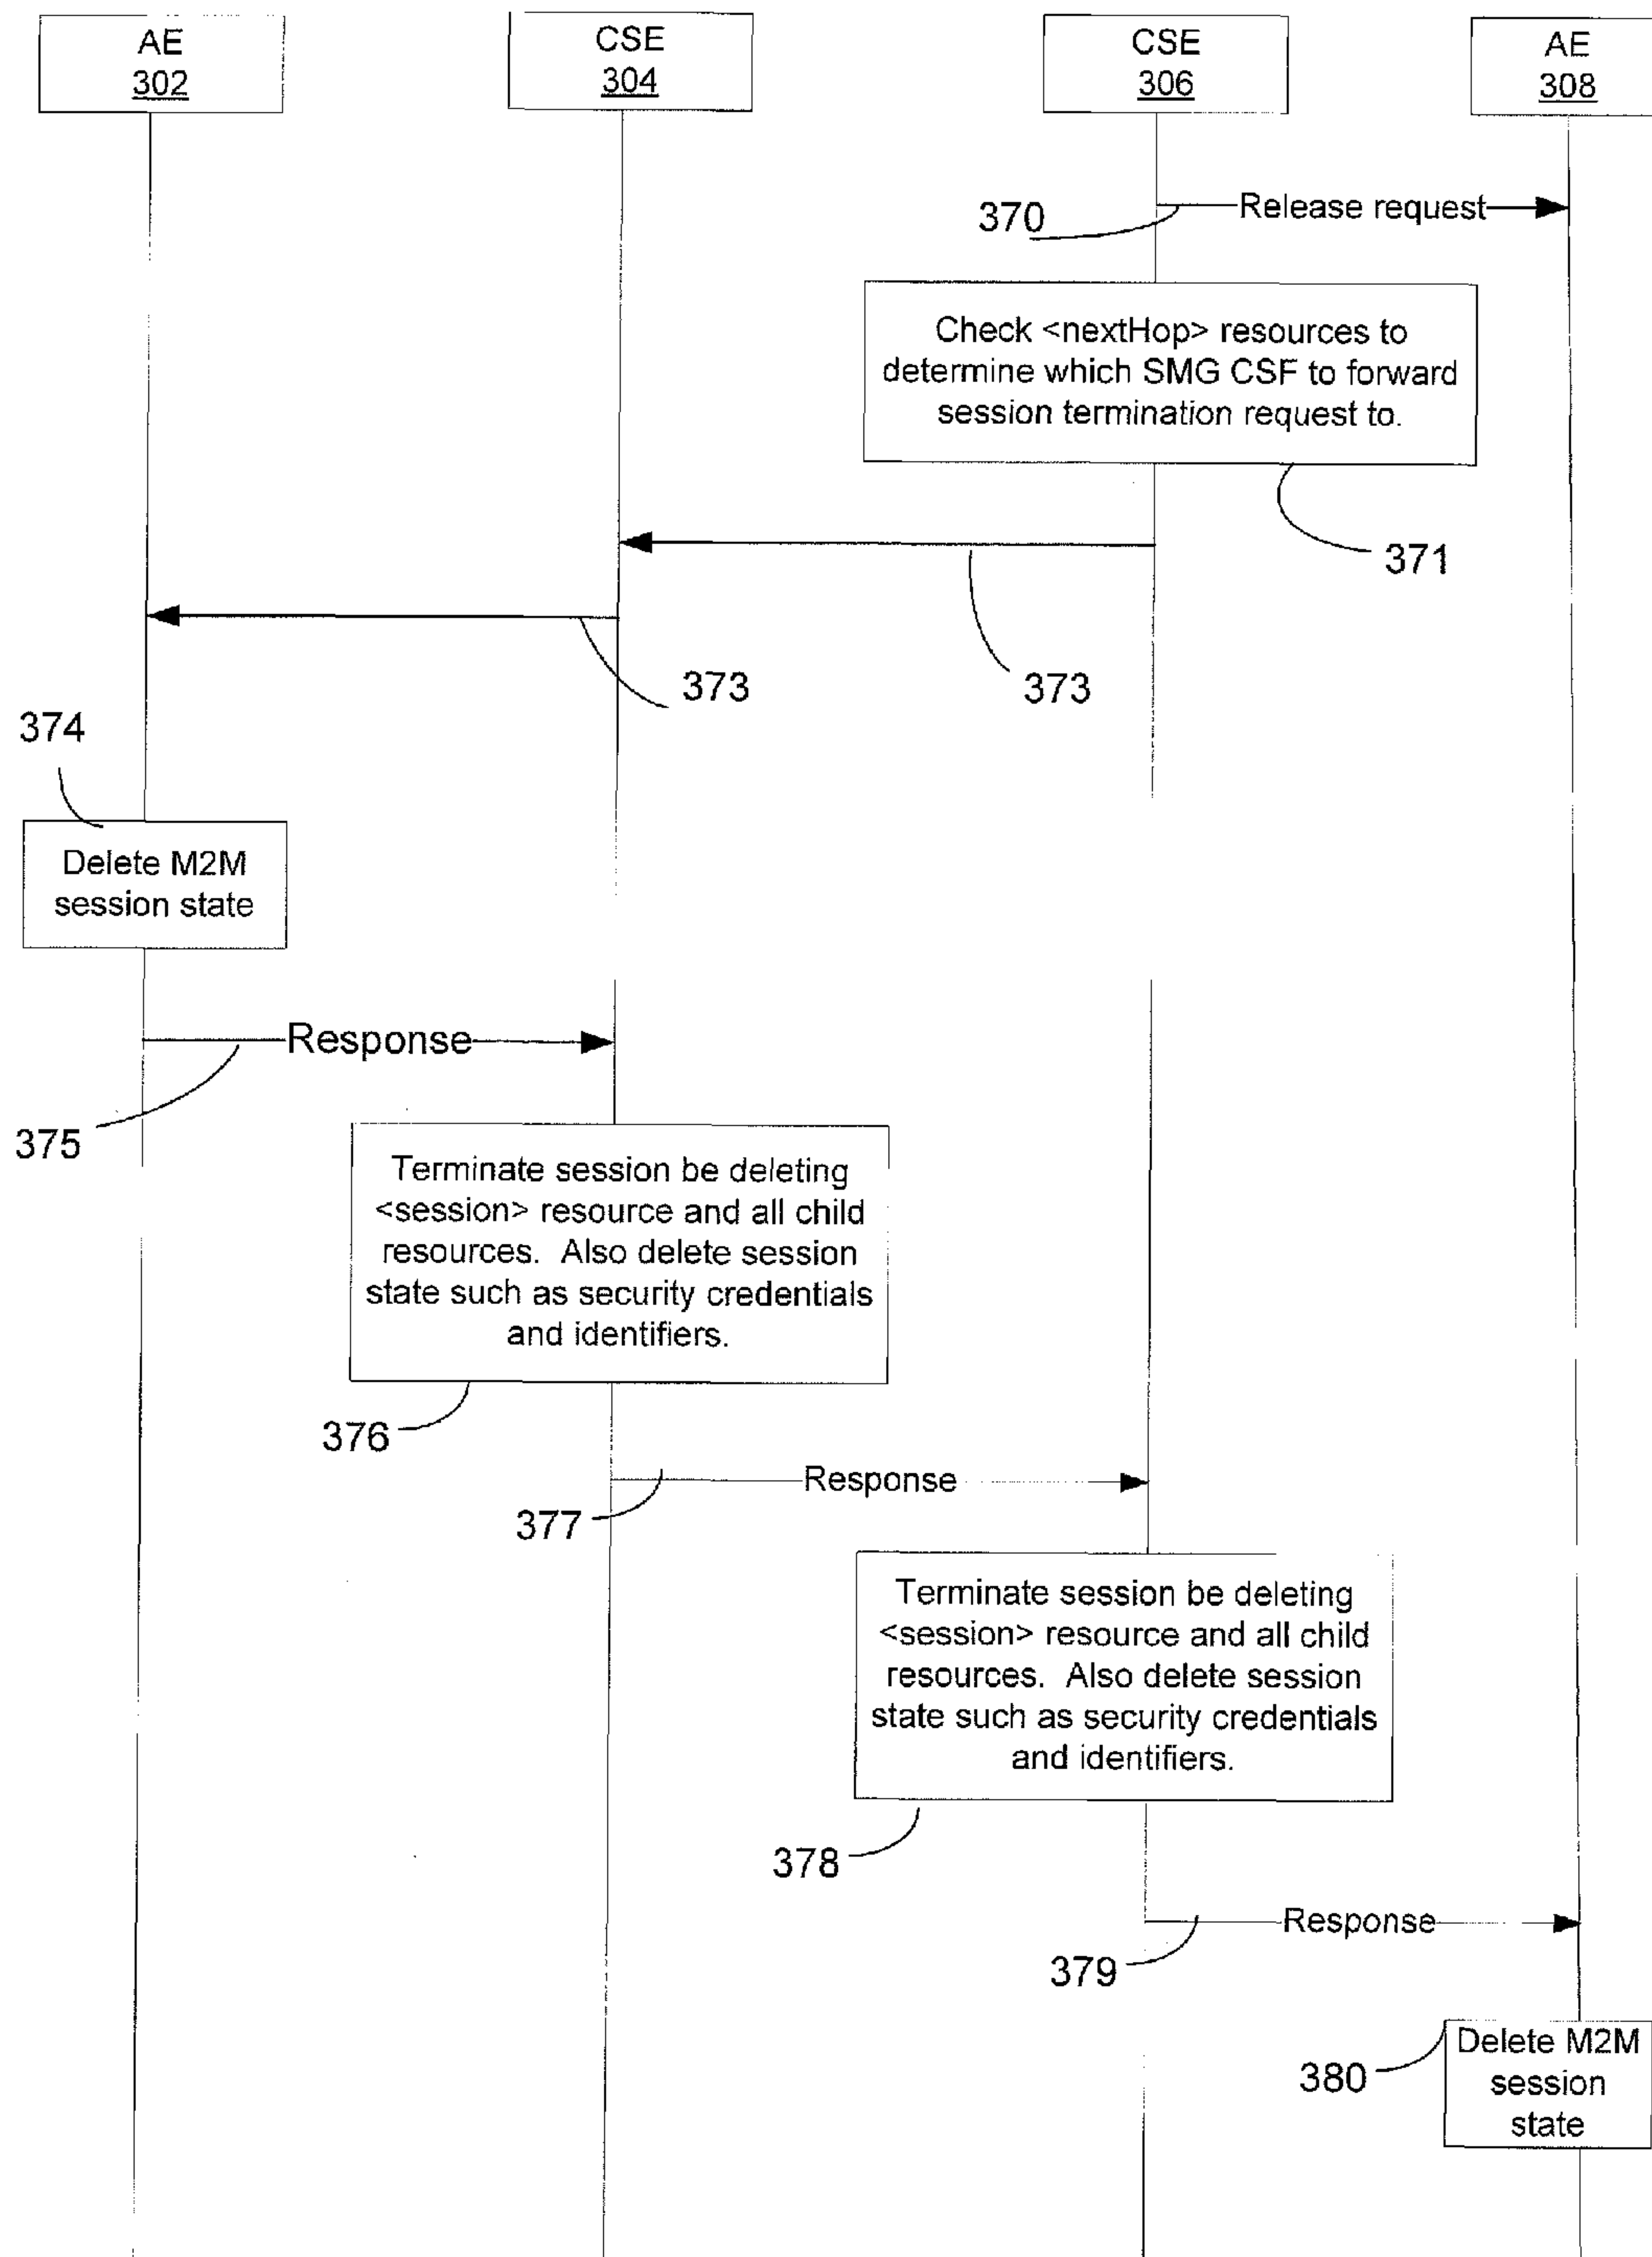 AE
302
CSE
304
CSE
306
AE
308
370
Release request
Check <nextHop> resources to
determine which SMG CSF to forward
session termination request to.
371
373
373
374
Delete M2M
session state
Response
375
Terminate session be deleting
<session> resource and all child
resources. Also delete session
state such as security credentials
and identifiers.
376
Response
377
Terminate session be deleting
<session> resource and all child
resources. Also delete session
state such as security credentials
and identifiers.
378
Response
379
Delete M2M
session
state
380